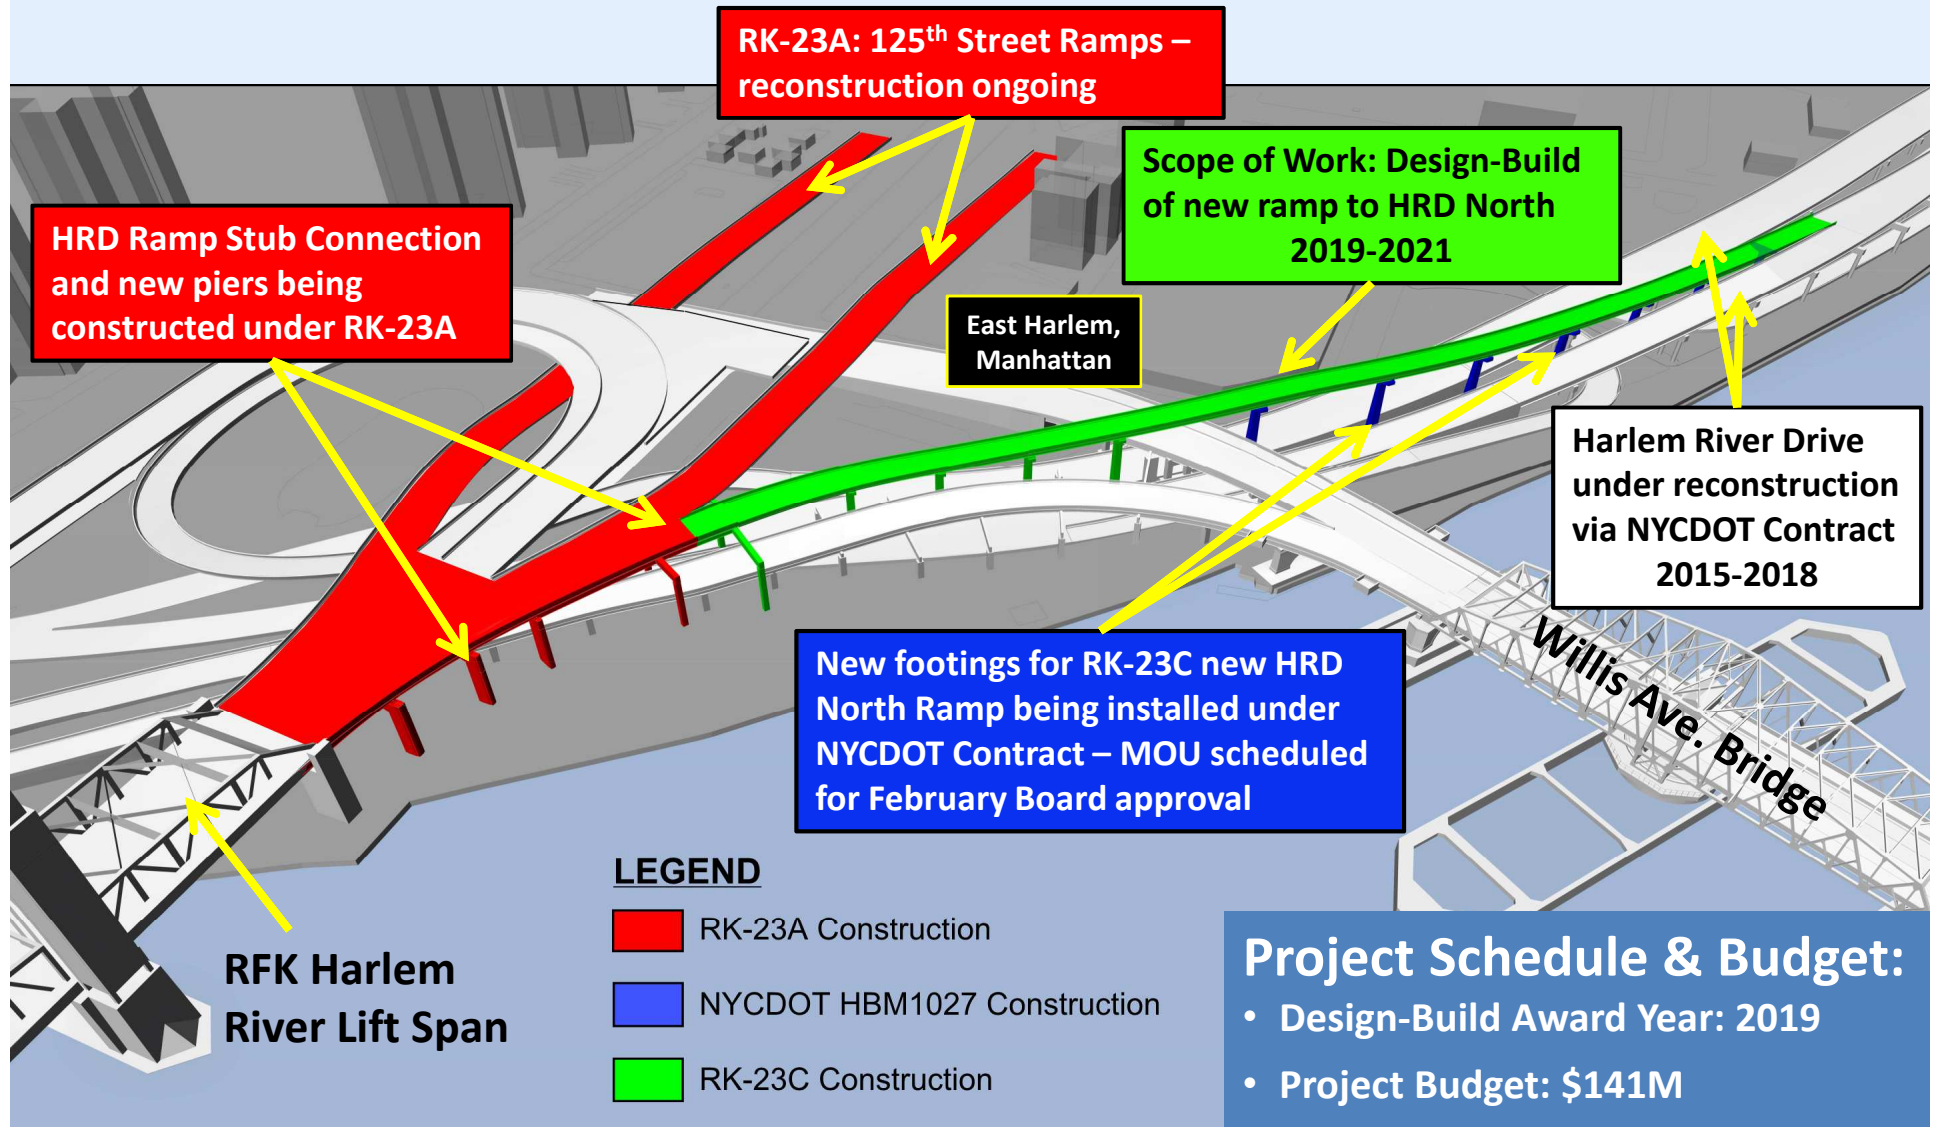 RK-23A: 125th Street Ramps –
reconstruction ongoing
Scope of Work: Design-Build
of new ramp to HRD North
2019-2021
HRD Ramp Stub Connection
and new piers being
constructed under RK-23A
East Harlem,
Manhattan
Harlem River Drive
under reconstruction
via NYCDOT Contract
2015-2018
New footings for RK-23C new HRD
North Ramp being installed under
NYCDOT Contract – MOU scheduled
for February Board approval
Willis Ave. Bridge
RFK Harlem
River Lift Span
LEGEND
RK-23A Construction
NYCDOT HBM1027 Construction
RK-23C Construction
Project Schedule & Budget:
• Design-Build Award Year: 2019
• Project Budget: $141M